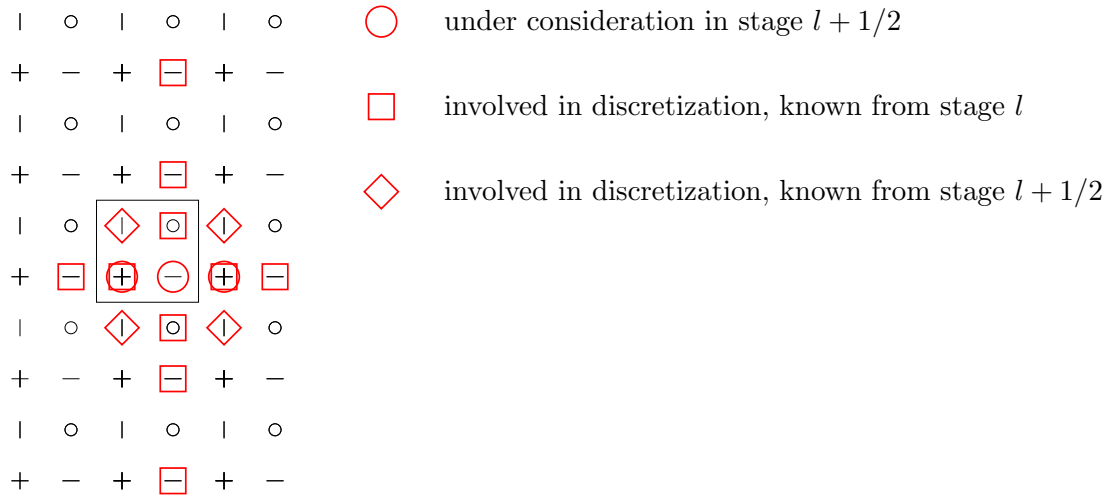 under consideration in stage l + 1/2
involved in discretization, known from stage l
involved in discretization, known from stage l + 1/2